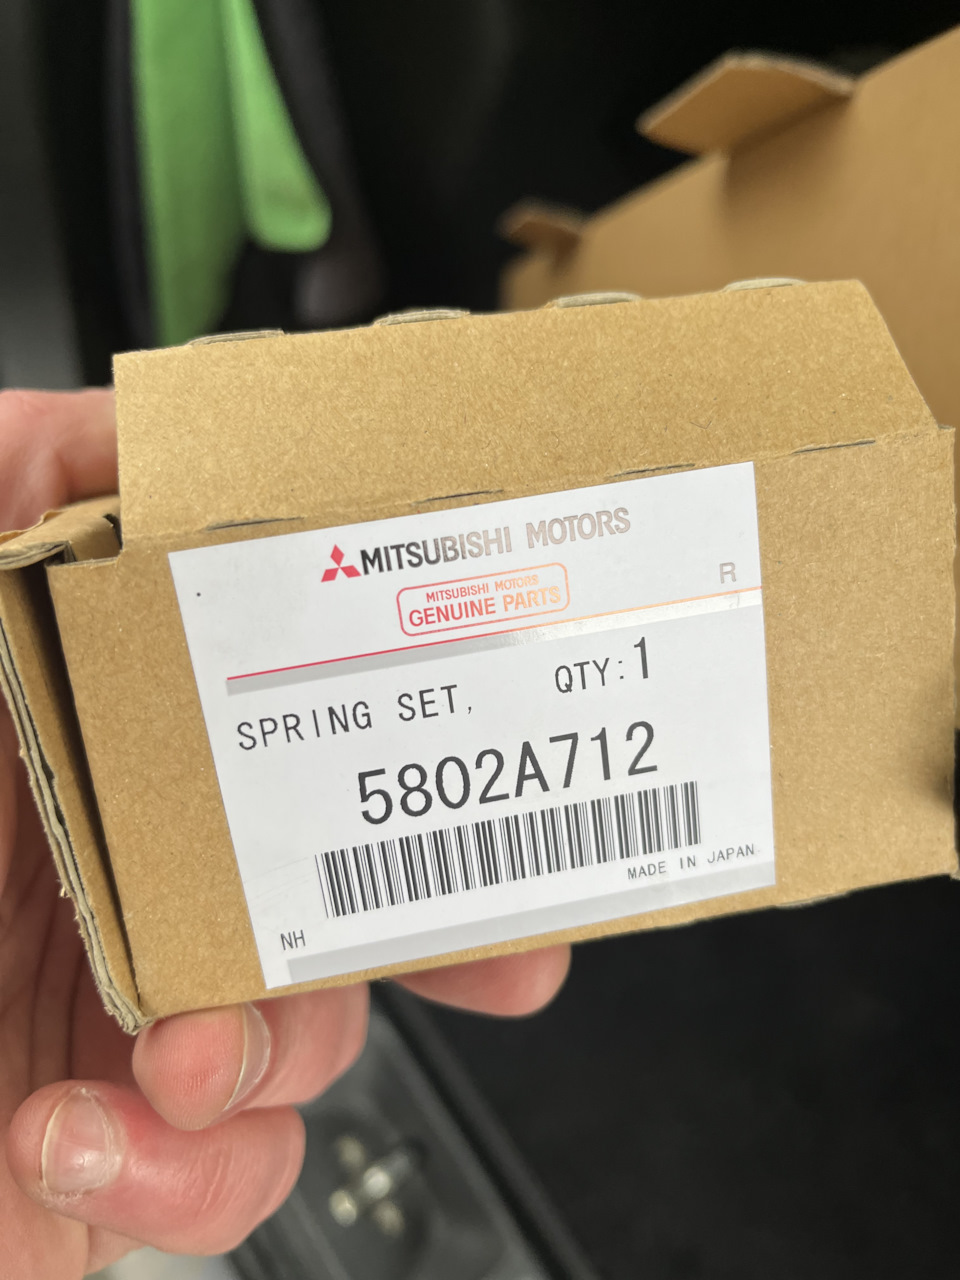 MITSUBISHI MOTORS
MITSUBISHI MOTORS
GENUINE PARTS
R
SPRING SET, QTY:1
5802A712
MADE IN JAPAN
NH